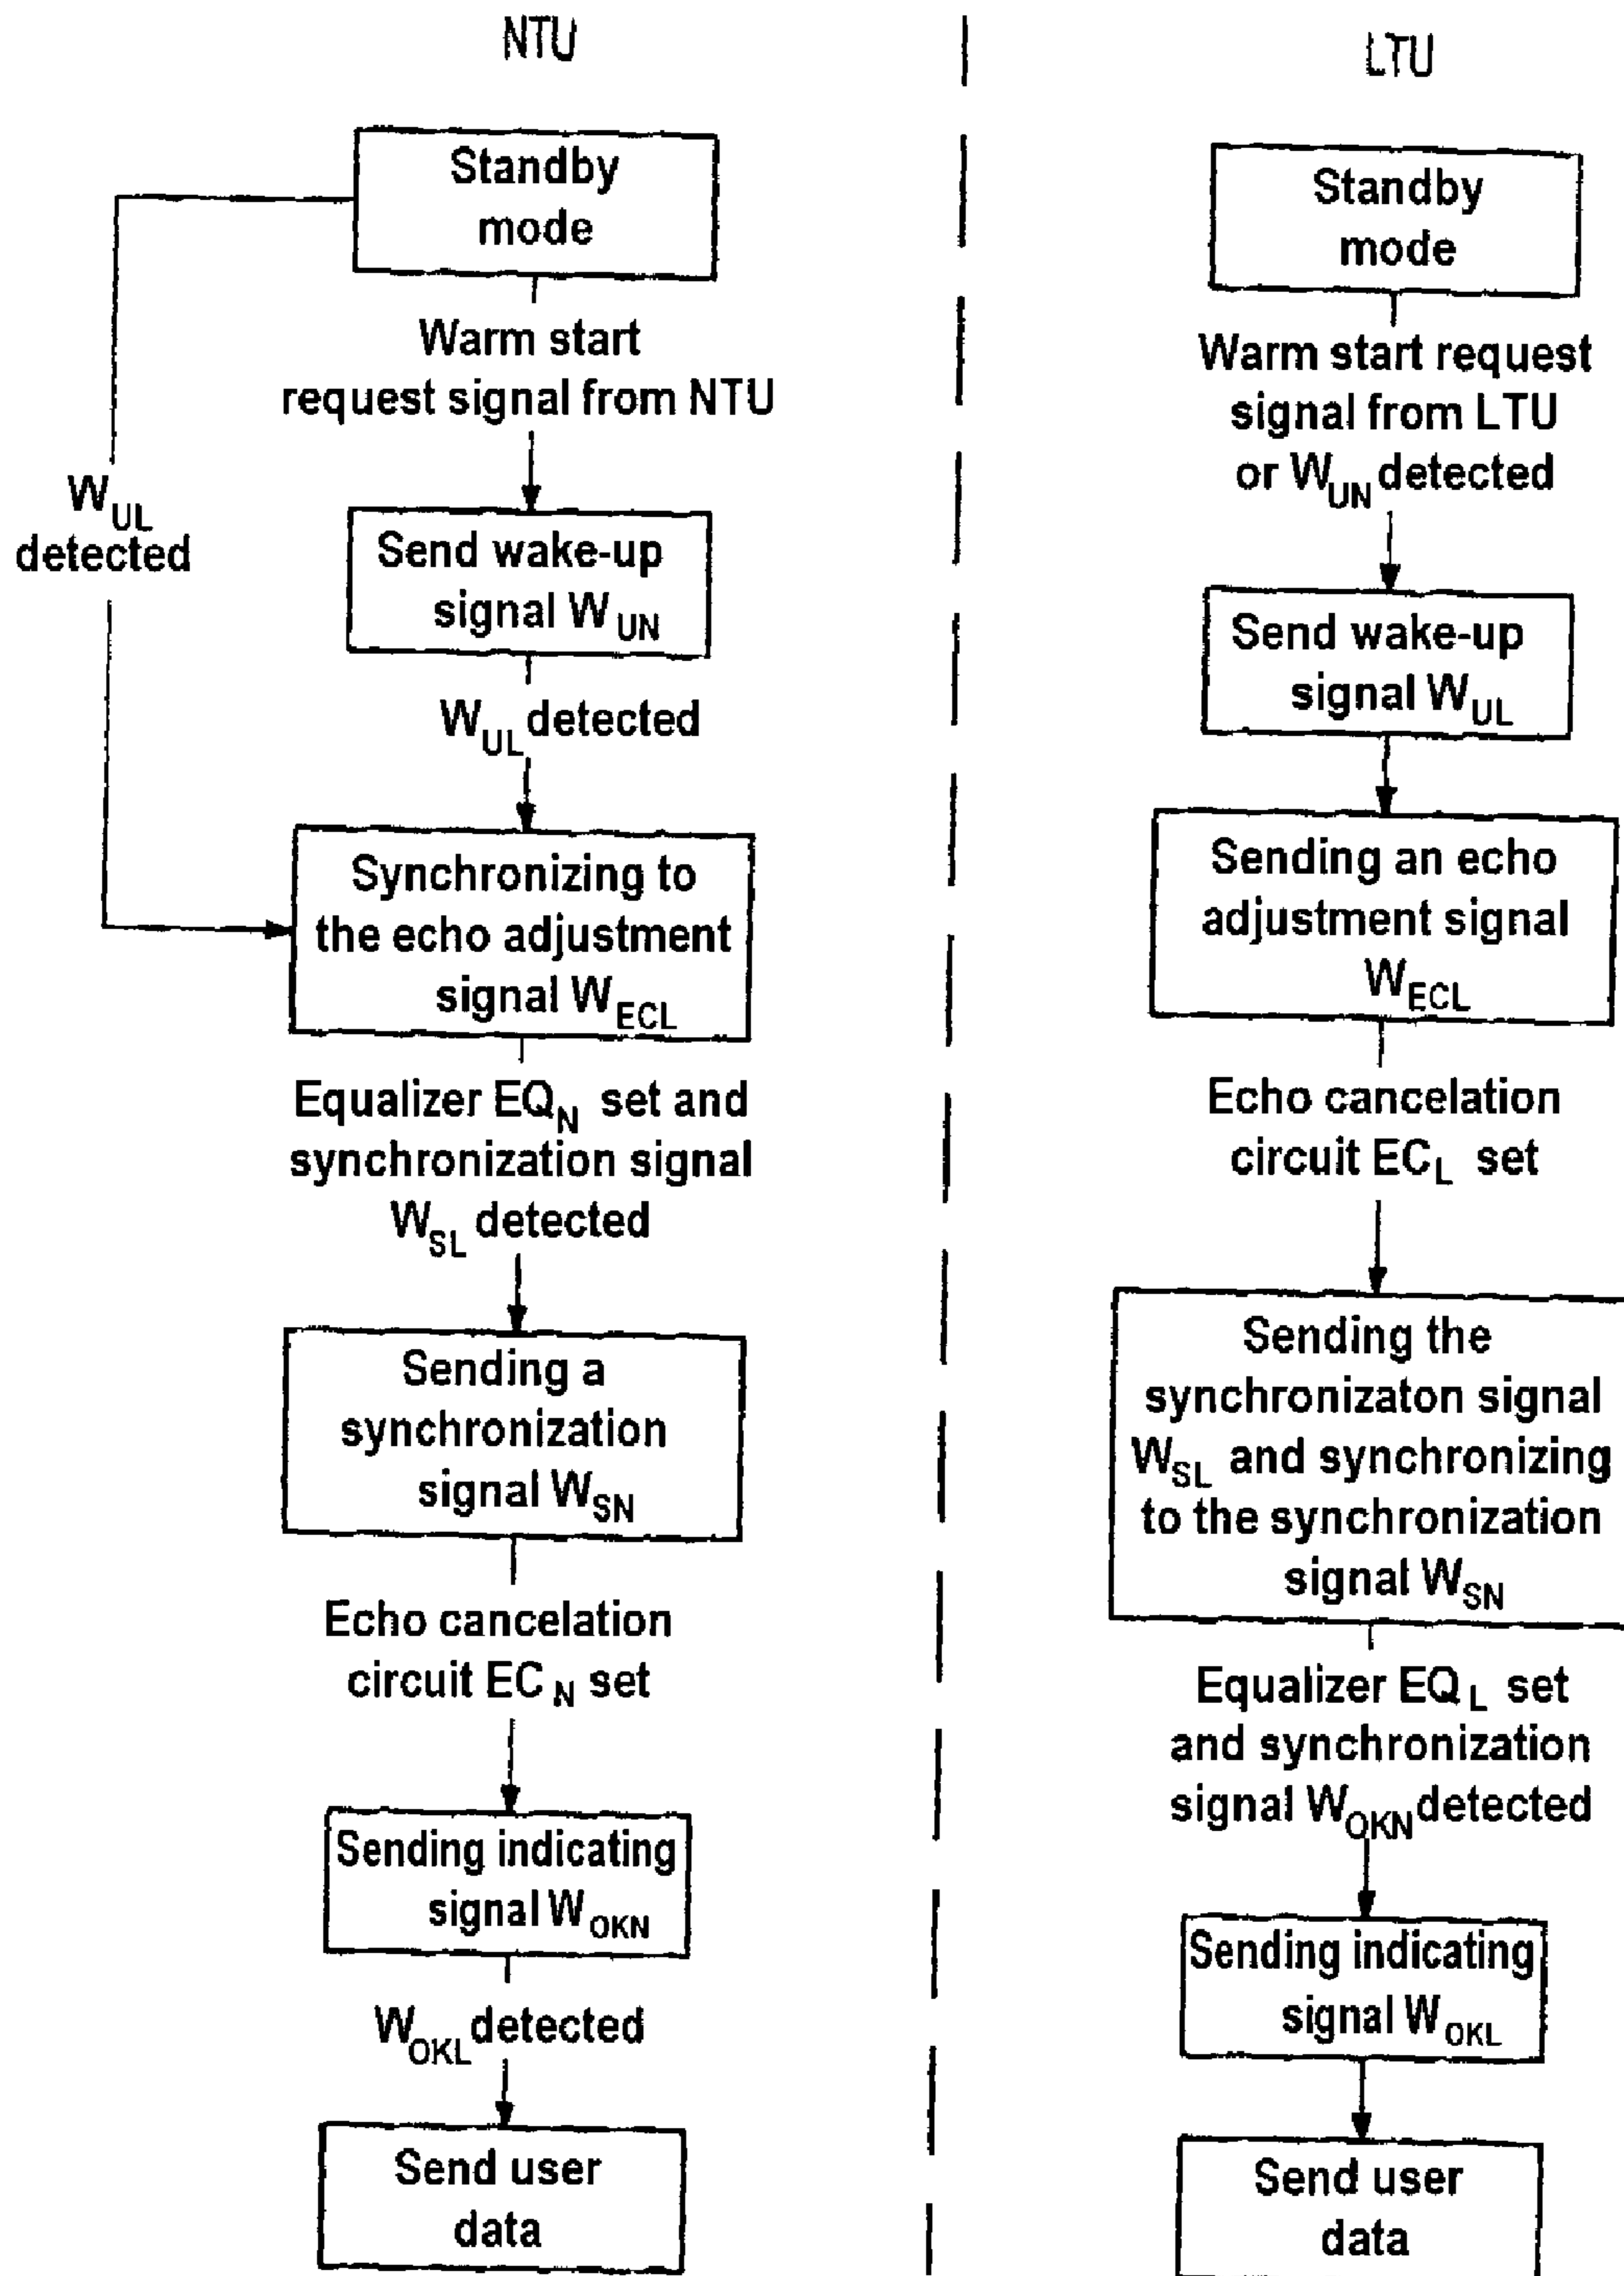 NTU
Standby
mode
Warm start
request signal from NTU
W_UL
detected
Send wake-up
signal W_UN
W_UL detected
Synchronizing to
the echo adjustment
signal W_ECL
Equalizer EQ_N set and
synchronization signal
W_SL detected
Sending a
synchronization
signal W_SN
Echo cancelation
circuit EC_N set
Sending indicating
signal W_OKN
W_OKL detected
Send user
data
LTU
Standby
mode
Warm start request
signal from LTU
or W_UN detected
Send wake-up
signal W_UL
Sending an echo
adjustment signal
W_ECL
Echo cancelation
circuit EC_L set
Sending the
synchronizaton signal
W_SL and synchronizing
to the synchronization
signal W_SN
Equalizer EQ_L set
and synchronization
signal W_OKN detected
Sending indicating
signal W_OKL
Send user
data